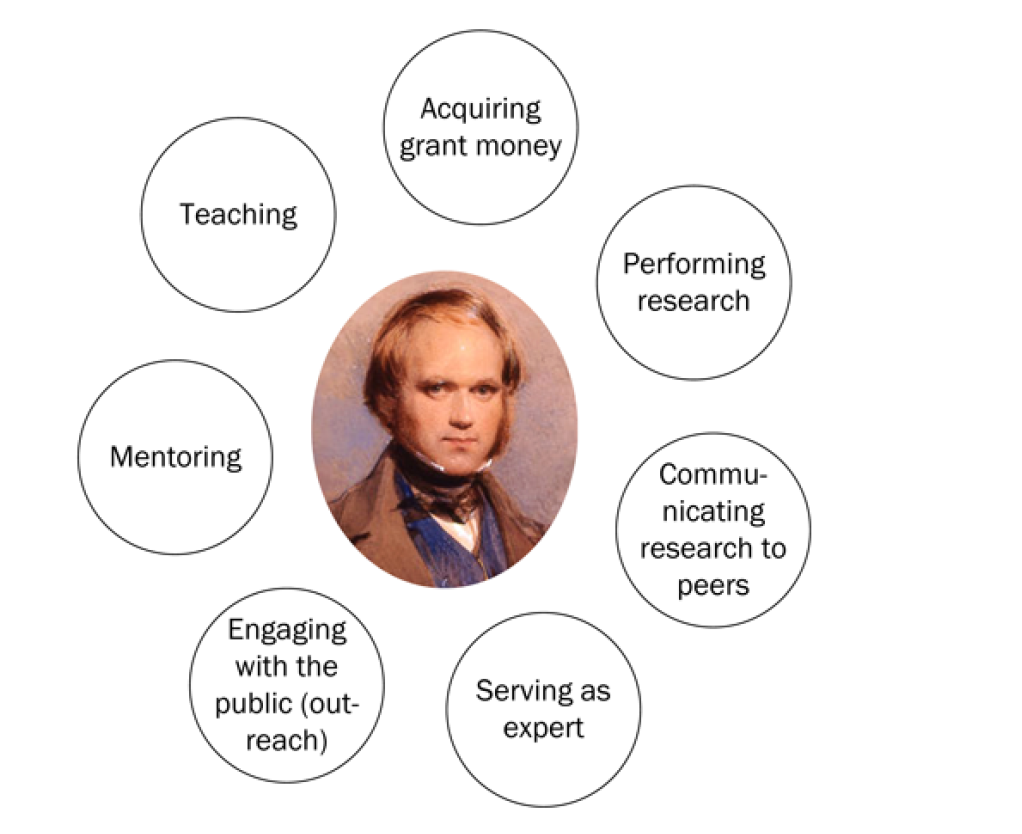 Acquiring
grant money
Teaching
Performing
research
Mentoring
Commu-
nicating
research to
peers
Engaging
with the
public (out-
reach)
Serving as
expert